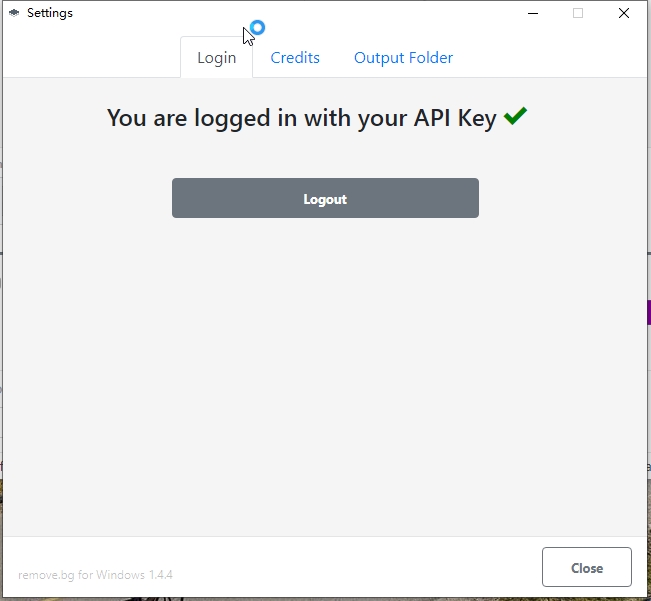 Settings
Login Credits Output Folder
You are logged in with your API Key
Logout
remove.bg for Windows 1.4.4
Close